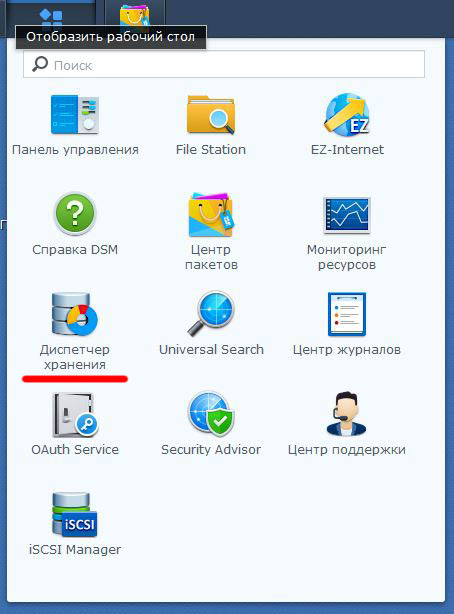 Отобразить рабочий стол
Поиск
Панель управления
File Station
EZ
EZ-Internet
Справка DSM
Центр
пакетов
Мониторинг
ресурсов
Диспетчер
хранения
Universal Search
Центр журналов
OAuth Service
Security Advisor
Центр поддержки
iSCSI
iSCSI Manager